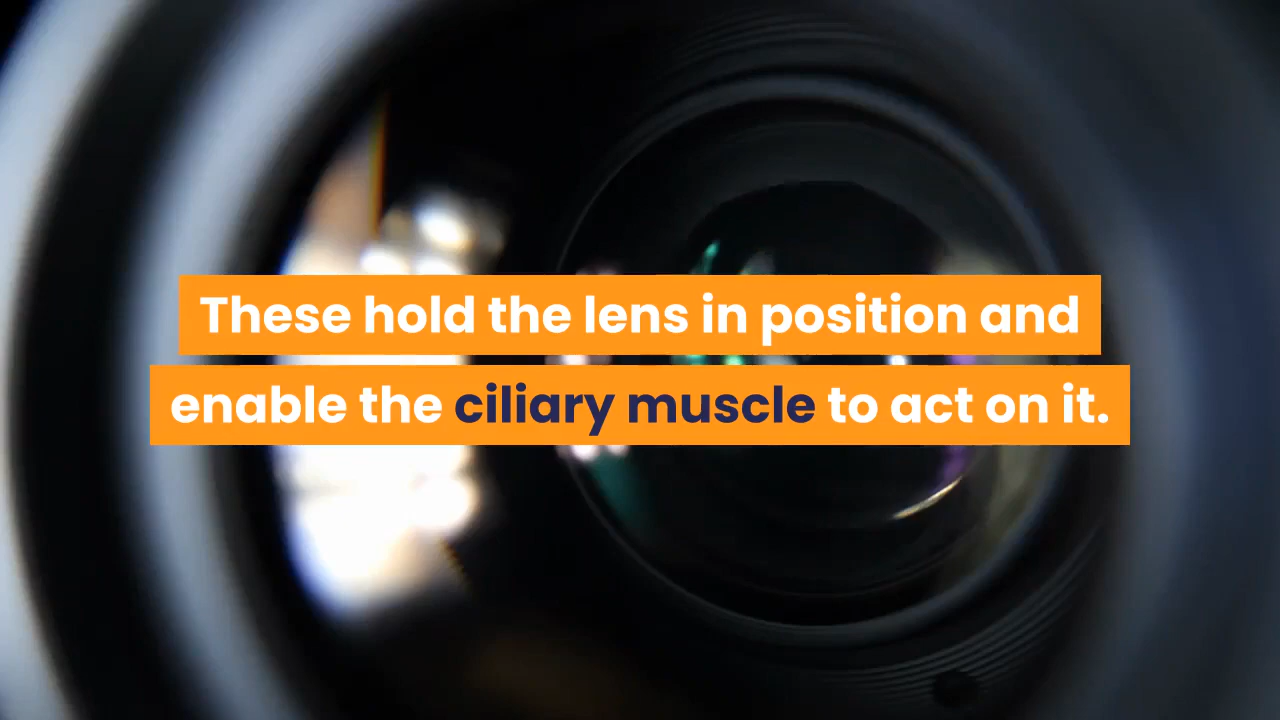 These hold the lens in position and
enable the ciliary muscle to act on it.